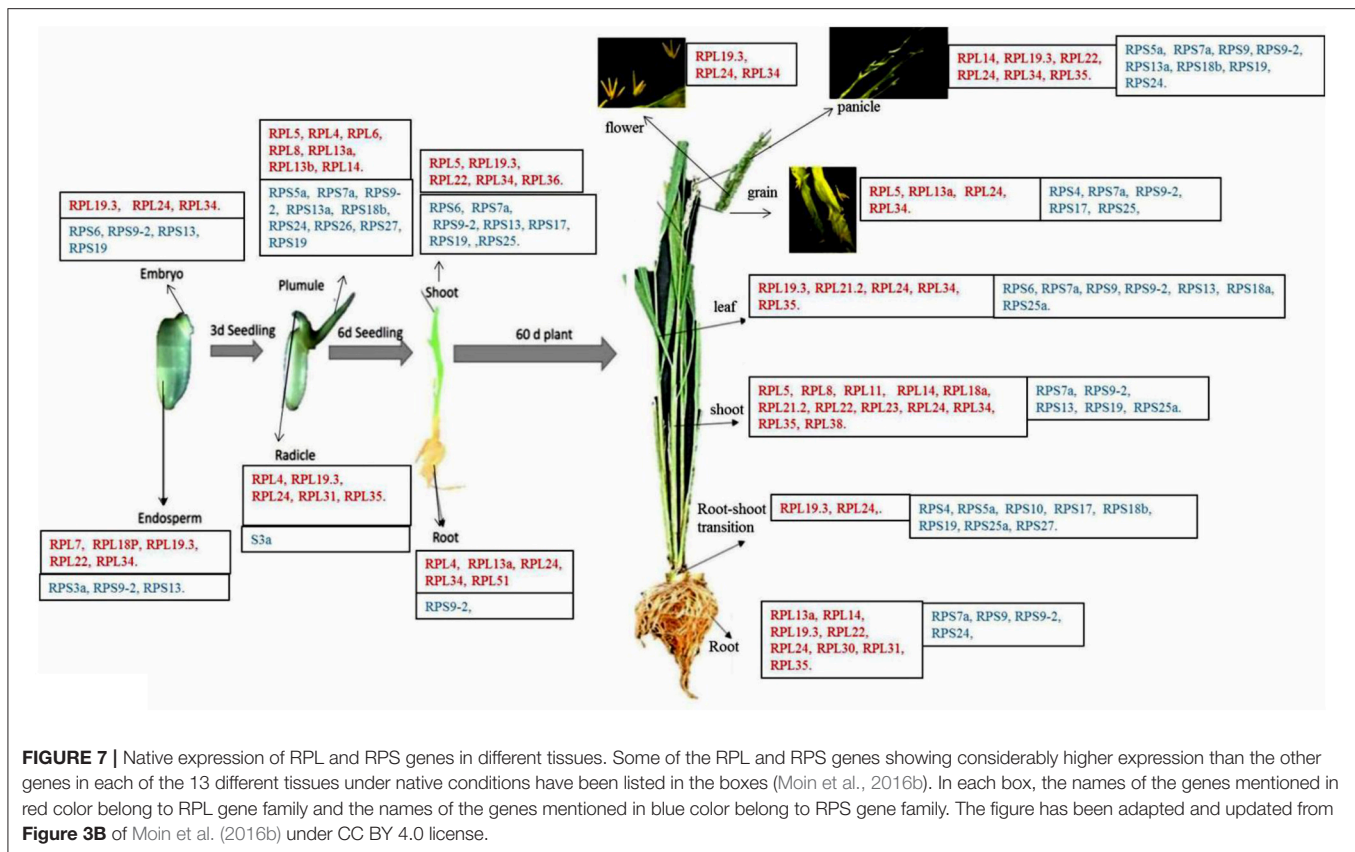 RPL19.3,
RPL24, RPL34
flower
RPL14, RPL19.3, RPL22,
RPL24, RPL34, RPL35.
RPS5a, RPS7a, RPS9, RPS9-2,
RPS13a, RPS18b, RPS19,
RPS24.
panicle
RPL5, RPL13a, RPL24,
RPL34.
RPS4, RPS7a, RPS9-2,
RPS17, RPS25,
grain
RPL19.3, RPL24, RPL34.
RPS6, RPS9-2, RPS13,
RPS19
Embryo
RPL5, RPL4, RPL6,
RPL8, RPL13a,
RPL13b, RPL14.
RPS5a, RPS7a, RPS9-
2, RPS13a, RPS18b,
RPS24, RPS26, RPS27,
RPS19
Plumule
RPL5, RPL19.3,
RPL22, RPL34, RPL36.
RPS6, RPS7a,
RPS9-2, RPS13, RPS17,
RPS19, ,RPS25.
Shoot
3d Seedling
6d Seedling
60 d plant
Endosperm
RPL7, RPL18P, RPL19.3,
RPL22, RPL34.
RPS3a, RPS9-2, RPS13.
Radicle
RPL4, RPL19.3,
RPL24, RPL31, RPL35.
S3a
Root
RPL4, RPL13a, RPL24,
RPL34, RPL51
RPS9-2,
leaf
RPL19.3, RPL21.2, RPL24, RPL34,
RPL35.
RPS6, RPS7a, RPS9, RPS9-2, RPS13, RPS18a,
RPS25a.
shoot
RPL5, RPL8, RPL11, RPL14, RPL18a,
RPL21.2, RPL22, RPL23, RPL24, RPL34,
RPL35, RPL38.
RPS7a, RPS9-2,
RPS13, RPS19, RPS25a.
Root-shoot
transition
RPL19.3, RPL24,.
RPS4, RPS5a, RPS10, RPS17, RPS18b,
RPS19, RPS25a, RPS27.
Root
RPL13a, RPL14,
RPL19.3, RPL22,
RPL24, RPL30, RPL31,
RPL35.
RPS7a, RPS9, RPS9-2,
RPS24,
FIGURE 7 | Native expression of RPL and RPS genes in different tissues. Some of the RPL and RPS genes showing considerably higher expression than the other
genes in each of the 13 different tissues under native conditions have been listed in the boxes (Moin et al., 2016b). In each box, the names of the genes mentioned in
red color belong to RPL gene family and the names of the genes mentioned in blue color belong to RPS gene family. The figure has been adapted and updated from
Figure 3B of Moin et al. (2016b) under CC BY 4.0 license.